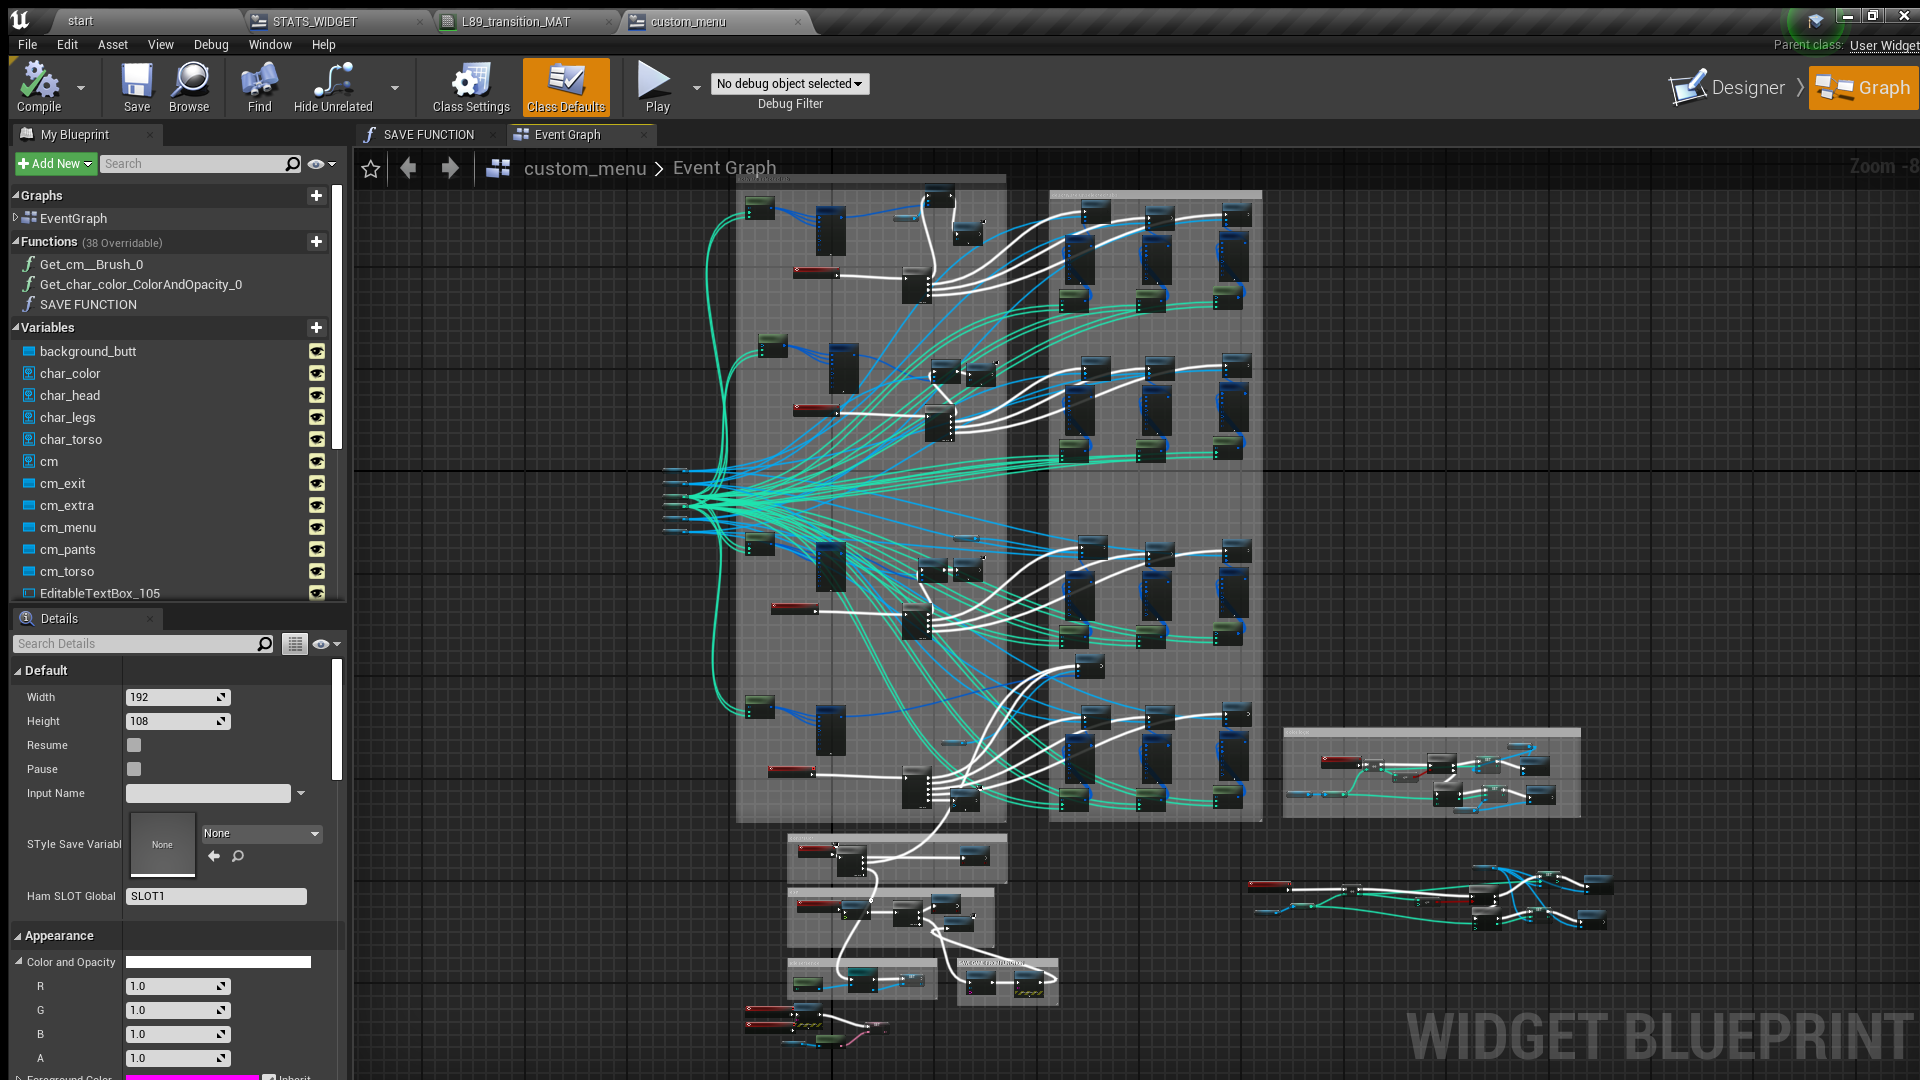 start
STATS_WIDGET
L89_transition_MAT
custom_menu
File Edit Asset View Debug Window Help
Parent class: User Widget
Compile
Save
Browse
Find
Hide Unrelated
Class Settings
Class Defaults
Play
No debug object selected
Debug Filter
Designer
Graph
My Blueprint
SAVE FUNCTION
Event Graph
Add New
Search
custom_menu > Event Graph
Zoom -8
Graphs
EventGraph
Functions (38 Overridable)
Get_cm__Brush_0
Get_char_color_ColorAndOpacity_0
SAVE FUNCTION
Variables
background_butt
char_color
char_head
char_legs
char_torso
cm
cm_exit
cm_extra
cm_menu
cm_pants
cm_torso
EditableTextBox_105
Details
Search Details
Default
Width 192
Height 108
Resume
Pause
Input Name
STyle Save Variabl
None
None
Ham SLOT Global SLOT1
Appearance
Color and Opacity
R 1.0
G 1.0
B 1.0
A 1.0
Foreground Color
Inherit
WIDGET BLUEPRINT